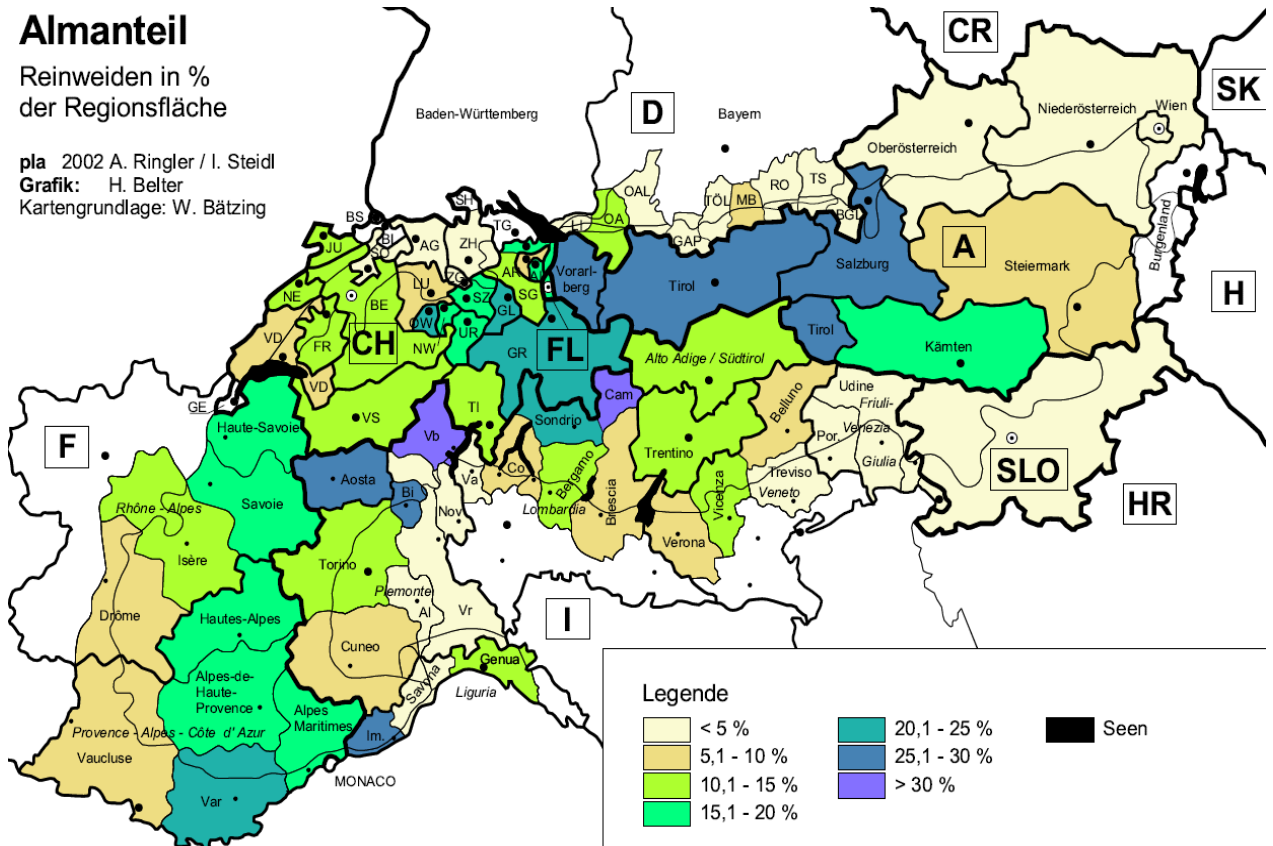 Almanteil
Reinweiden in %
der Regionsfläche
pla 2002 A. Ringler / I. Steidl
Grafik: H. Belter
Kartengrundlage: W. Bätzing
CR
SK
D
Baden-Württemberg
Bayern
Niederösterreich
Wien
Oberösterreich
Burgenland
A
H
Steiermark
Salzburg
Kärnten
Tirol
Tirol
Vorarl-
berg
OAL
OA
LI
TÖL
MB
RO
TS
GAP
BGL
SH
BS
TG
BL
SO
AG
ZH
JU
NE
BE
LU
ZG
SZ
AR
AI
SG
GL
OW
UR
NW
FR
VD
VD
CH
FL
GR
VS
TI
GE
F
Haute-Savoie
Savoie
Rhône - Alpes
Isère
Drôme
Hautes-Alpes
Alpes-de-
Haute-
Provence
Alpes
Maritimes
Provence - Alpes - Côte d' Azur
Vaucluse
Var
MONACO
Aosta
Vb
Bi
Nov.
Va
Co
Sondrio
Cam
Bergamo
Lombardia
Brescia
Alto Adige / Südtirol
Trentino
Verona
Vicenza
Belluno
Treviso
Veneto
Udine
Friuli-
Venezia
Giulia
Por.
SLO
HR
Torino
Piemonte
Al
Vr
Cuneo
Savona
Genua
Liguria
Im.
I
Legende
< 5 %
5,1 - 10 %
10,1 - 15 %
15,1 - 20 %
20,1 - 25 %
25,1 - 30 %
> 30 %
Seen